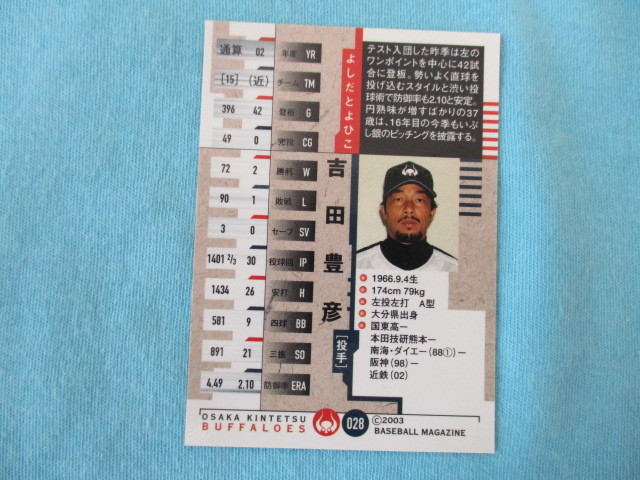 通算 02 年度 YR
[15] (近) チーム TM
396 42 登板 G
49 0 完投 CG
72 2 勝利 W
90 1 敗戦 L
3 0 セーブ SV
1401 2/3 30 投球回 IP
1434 26 安打 H
581 9 四球 BB
891 21 三振 SO
4.49 2.10 防御率 ERA
よしだとよひこ
吉田豊彦
[投手]
テスト入団した昨季は左の
ワンポイントを中心に42試
合に登板。勢いよく直球を
投げ込むスタイルと渋い投
球術で防御率も2.10と安定。
円熟味が増すばかりの37
歳は、16年目の今季もいぶ
し銀のピッチングを披露する。
1966.9.4生
174cm 79kg
左投左打 A型
大分県出身
国東高ー
本田技研熊本ー
南海・ダイエー(88①)ー
阪神(98)ー
近鉄(02)
OSAKA KINTETSU
BUFFALOES
028
©2003
BASEBALL MAGAZINE